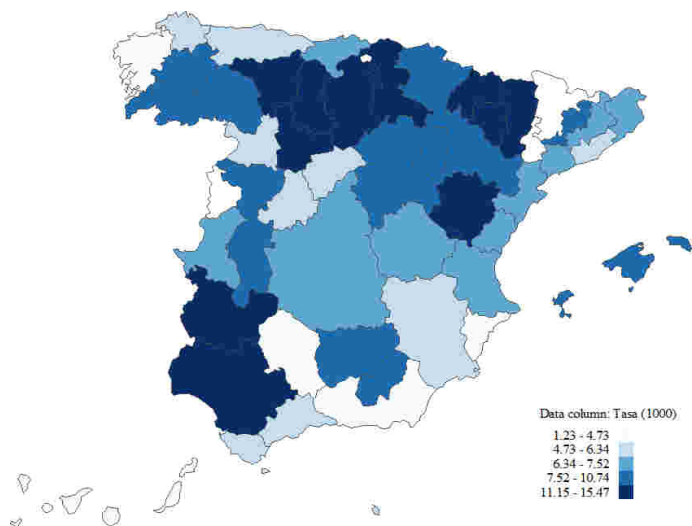 Data column: Tasa (1000)
1.23 - 4.73
4.73 - 6.34
6.34 - 7.52
7.52 - 10.74
11.15 - 15.47